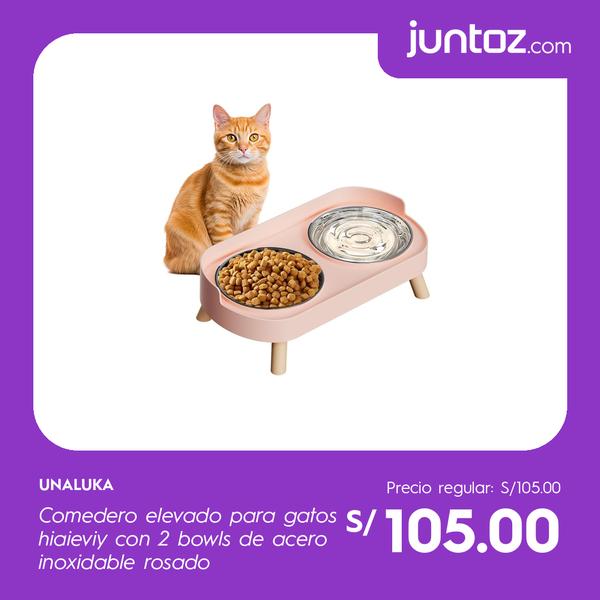 juntoz.com
UNALUKA
Comedero elevado para gatos
hiaieviy con 2 bowls de acero
inoxidable rosado
Precio regular: S/105.00
S/105.00